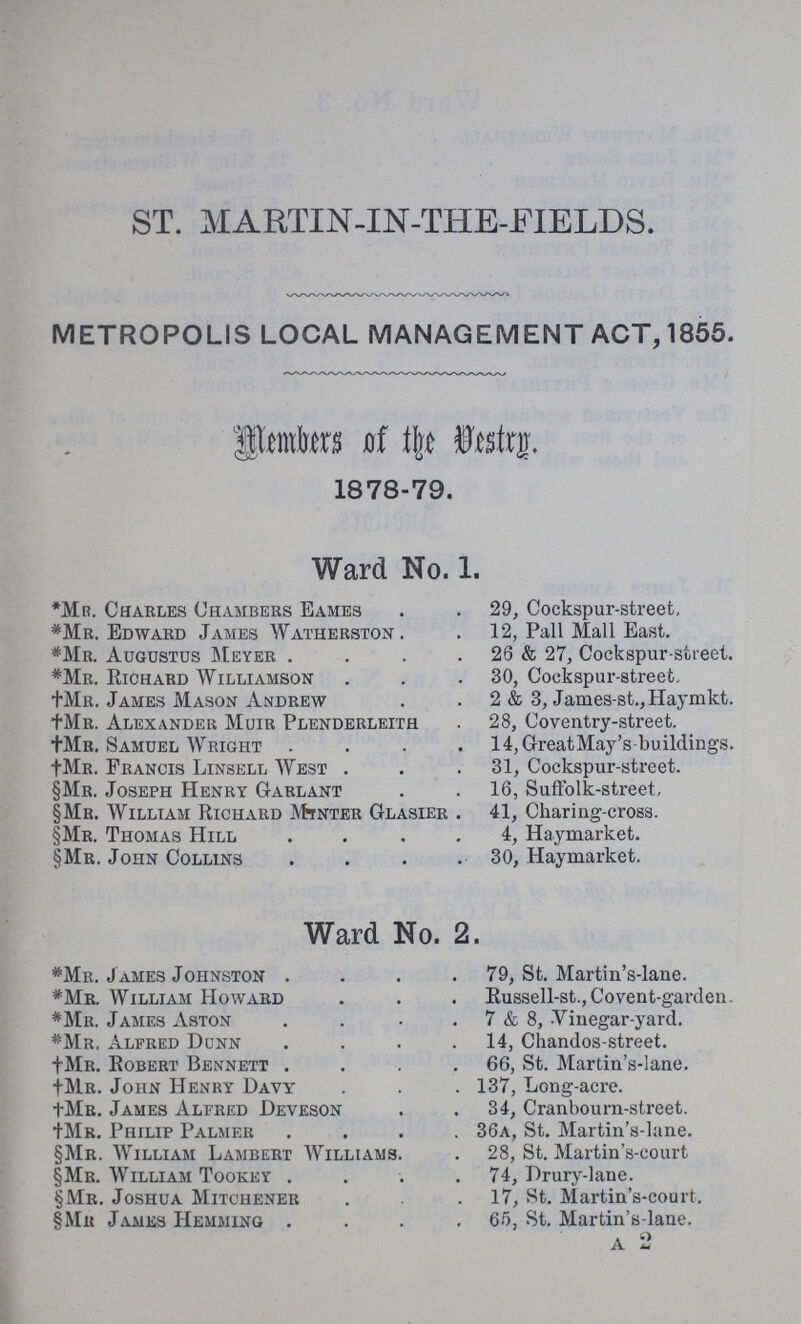 ST. MARTIN-IN-THE-FIELDS.
METROPOLIS LOCAL MANAGEMENT ACT, 1855.
Members of the Vestry.
1878-79.
Ward No. 1.
*Mr. Charles Chambers Eames . . 29, Cockspur-street,
*Mr. Edward James Watherston . . 12, Pall Mall East.
*Mr. Augustus Meyer . . . . 26 & 27, Cockspur-street.
*Mr. Richard Williamson . . . 30, Cockspur-street.
†Mr. James Mason Andrew . . 2 & 3, James-st., Haymkt.
†Mr. Alexander Muir Plenderleith . 28, Coventry-street.
†Mr. Samuel Wright . . . . 14, Great May's-buildings.
†Mr. Francis Linsell West . . . 31, Cockspur-street.
§Mr. Joseph Henry Garlant . . 16, Suffolk-street,
§Mr. William Richard Minter Glasier . 41, Charing-cross.
§Mr. Thomas Hill . . . . 4, Haymarket.
§Mr. John Collins . . . . 30, Haymarket.
Ward No. 2.
*Mr. James Johnston . . . . 79, St. Martin's-lane.
*Mr. William Howard . . . Russell-st., Covent-garden.
*Mr. James Aston . . . . 7 & 8, Vinegar-yard.
*Mr. Alfred Dunn . . . . 14, Chandos-street.
†Mr. Robert Bennett . . . . 66, St. Martin's-lane.
†Mr. John Henry Davy . . . 137, Long-acre.
†Mr. James Alfred Deveson . . 34, Cranbourn-street.
†Mr. Philip Palmer . . . . 36A, St. Martin's-lane.
§Mr. William Lambert Williams. . 28, St. Martin's-court
§Mr. William Tookey . . . . 74, Drury-lane.
§Mr. Joshua Mitchener . . . 17, St. Martin's-court.
§Mr James Hemming . . . . 65, St. Martin's-lane.
A 2